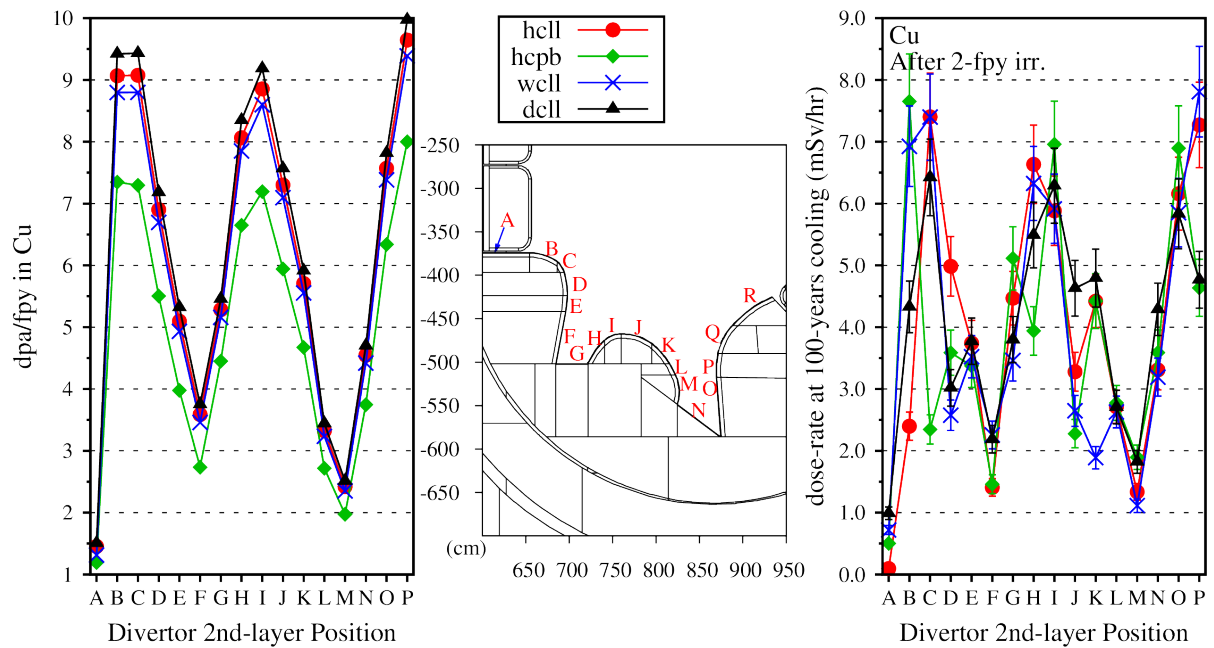 hcll
hcpb
wcll
dcll
dpa/fpy in Cu
10
9
8
7
6
5
4
3
2
1
A B C D E F G H I J K L M N O P
Divertor 2nd-layer Position
-250
-300
-350
-400
-450
-500
-550
-600
-650
(cm)
650 700 750 800 850 900 950
A
B
C
D
E
F
G
H
I
J
K
L
M
N
O
P
Q
R
Cu
After 2-fpy irr.
dose-rate at 100-years cooling (mSv/hr)
9.0
8.0
7.0
6.0
5.0
4.0
3.0
2.0
1.0
0.0
A B C D E F G H I J K L M N O P
Divertor 2nd-layer Position